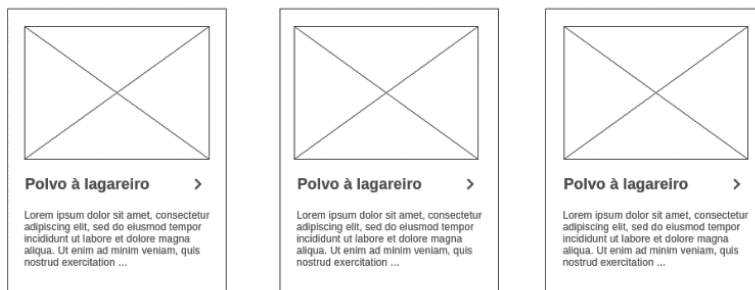 Polvo à lagareiro
Lorem ipsum dolor sit amet, consectetur
adipiscing elit, sed do eiusmod tempor
incididunt ut labore et dolore magna
aliqua. Ut enim ad minim veniam, quis
nostrud exercitation ...
Polvo à lagareiro
Lorem ipsum dolor sit amet, consectetur
adipiscing elit, sed do eiusmod tempor
incididunt ut labore et dolore magna
aliqua. Ut enim ad minim veniam, quis
nostrud exercitation ...
Polvo à lagareiro
Lorem ipsum dolor sit amet, consectetur
adipiscing elit, sed do eiusmod tempor
incididunt ut labore et dolore magna
aliqua. Ut enim ad minim veniam, quis
nostrud exercitation ...